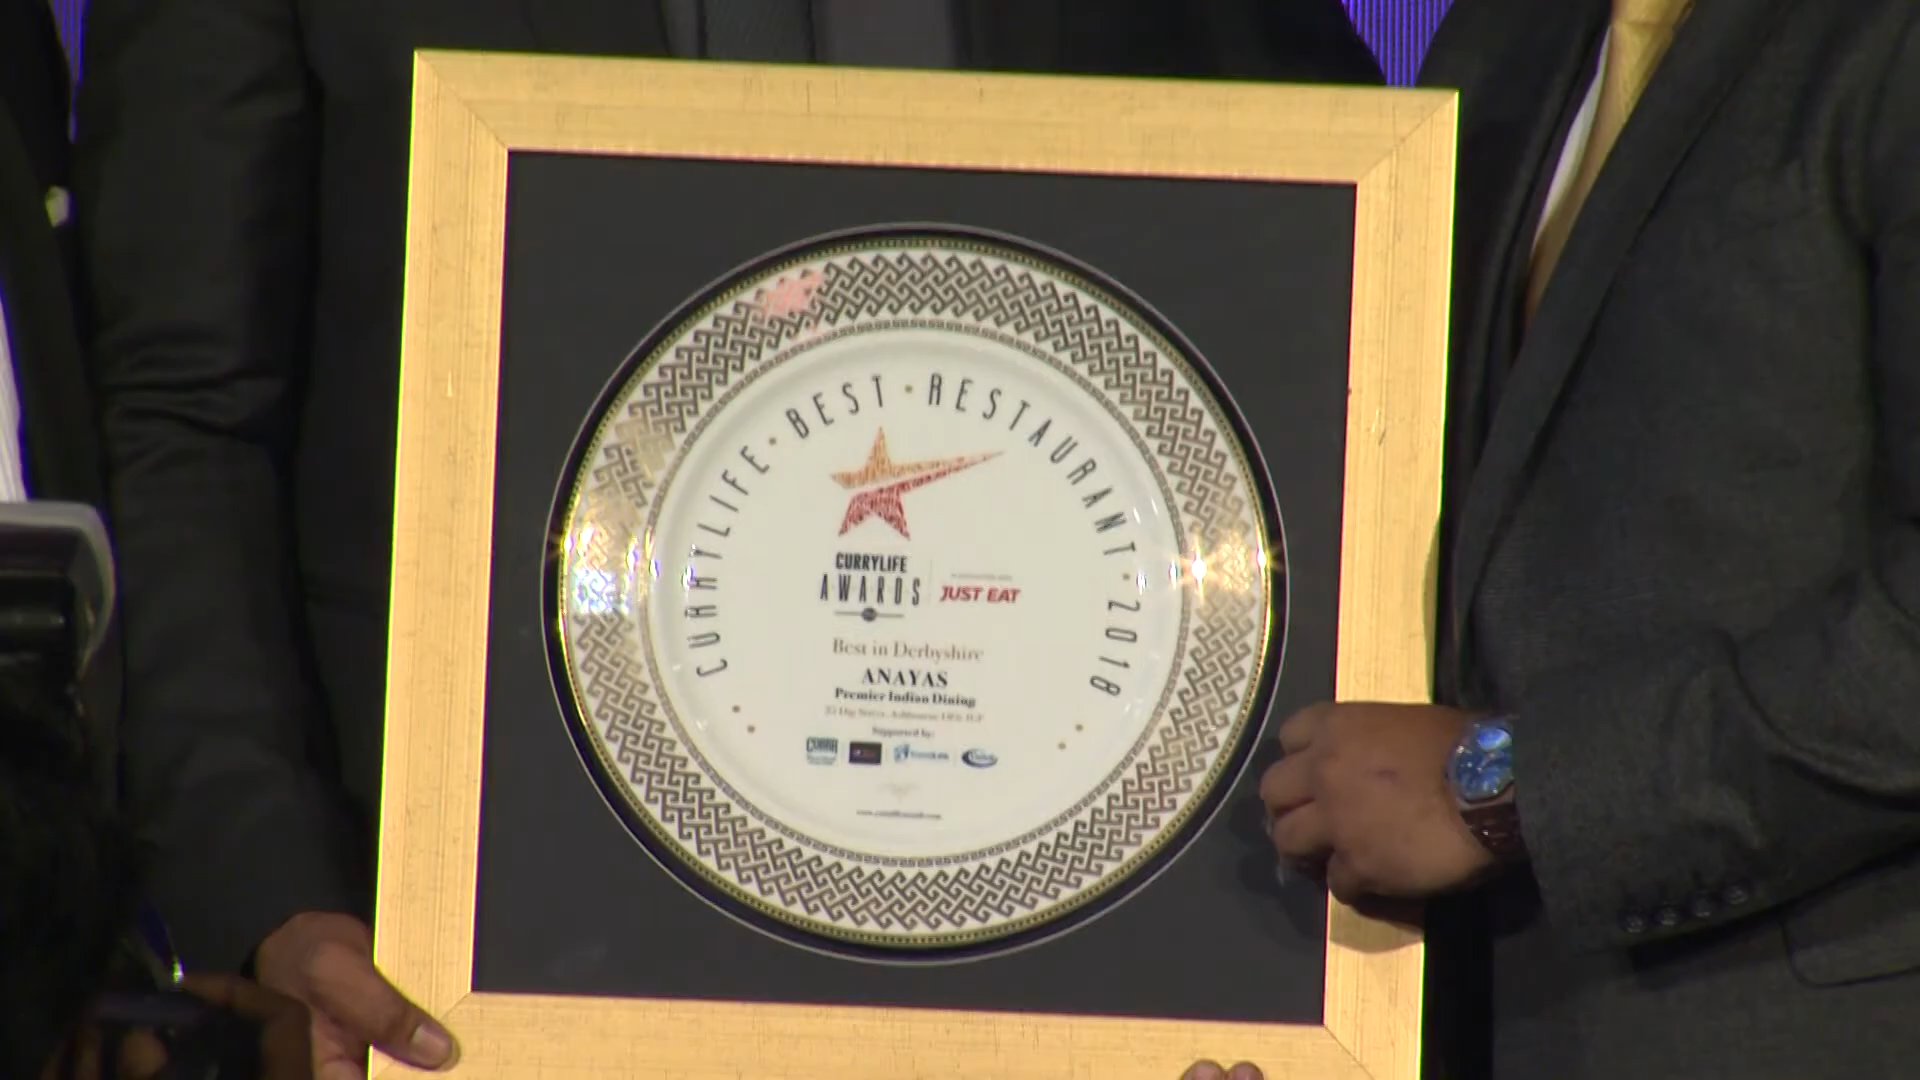 CURRYLIFE · BEST · RESTAURANT · 2018
CURRYLIFE
AWARDS
JUST EAT
Best in Derbyshire
ANAYAS
Premier Indian Dining
Supported by: